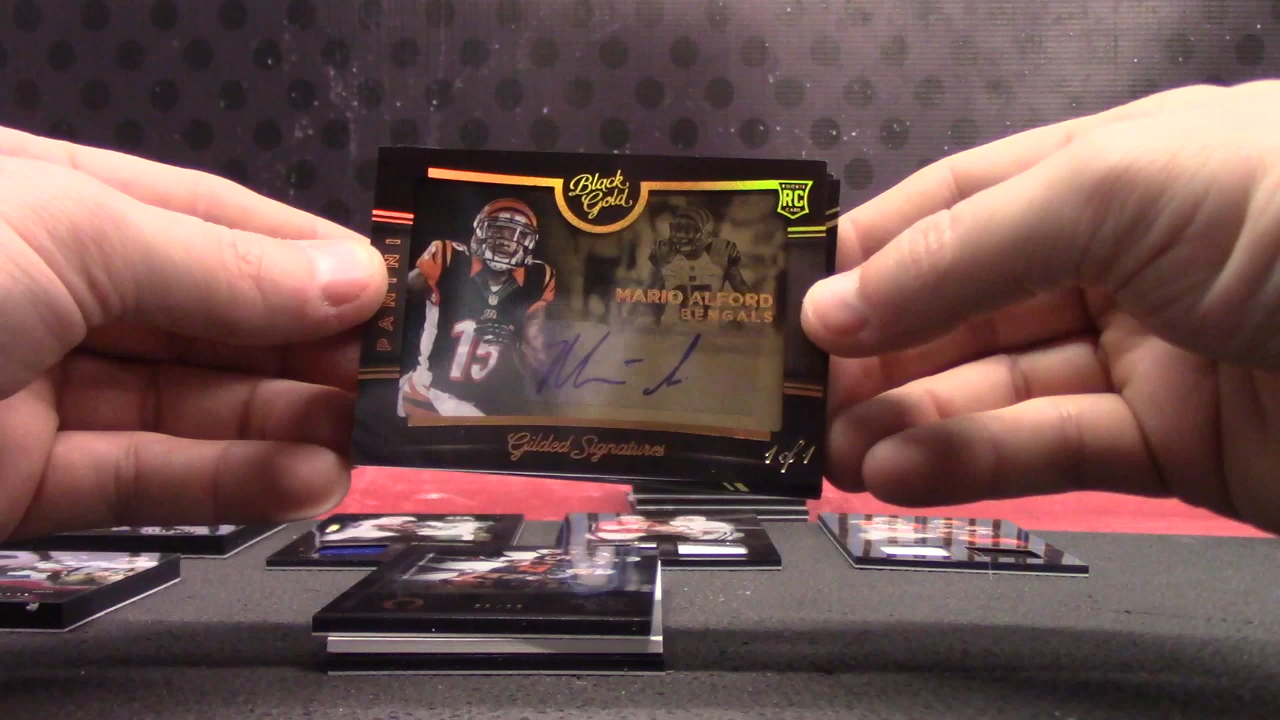 Black
Gold
ROOKIE
RC
CARD
PANINI
MARIO ALFORD
BENGALS
15
Gilded Signatures
1 of 1